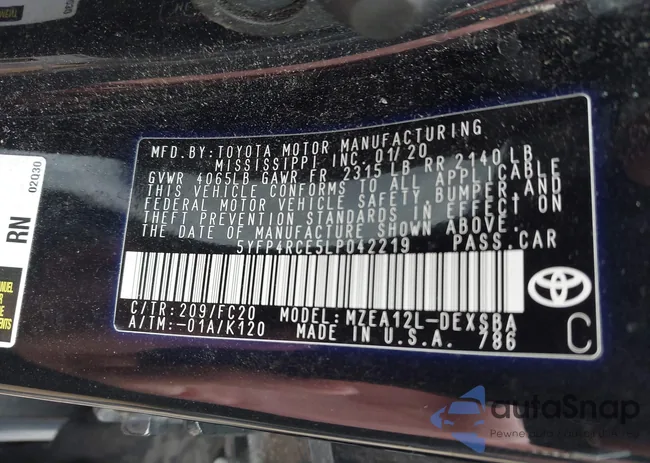 MFD.BY:TOYOTA MOTOR MANUFACTURING
MISSISSIPPI INC.01/20
GVWR 4065LB GAWR FR 2315 LB RR 2140 LB
THIS VEHICLE CONFORMS TO ALL APPLICABLE
FEDERAL MOTOR VEHICLE SAFETY,BUMPER,AND
THEFT PREVENTION STANDARDS IN EFFECT ON
THE DATE OF MANUFACTURE SHOWN ABOVE.
5YFP4RCE5LP042219 PASS.CAR
C/TR:209/FC20 MODEL:MZEA12L-DEXSBA
A/TM:-01A/K120 MADE IN U.S.A. 786
C
RN
02Q30
autoSnap